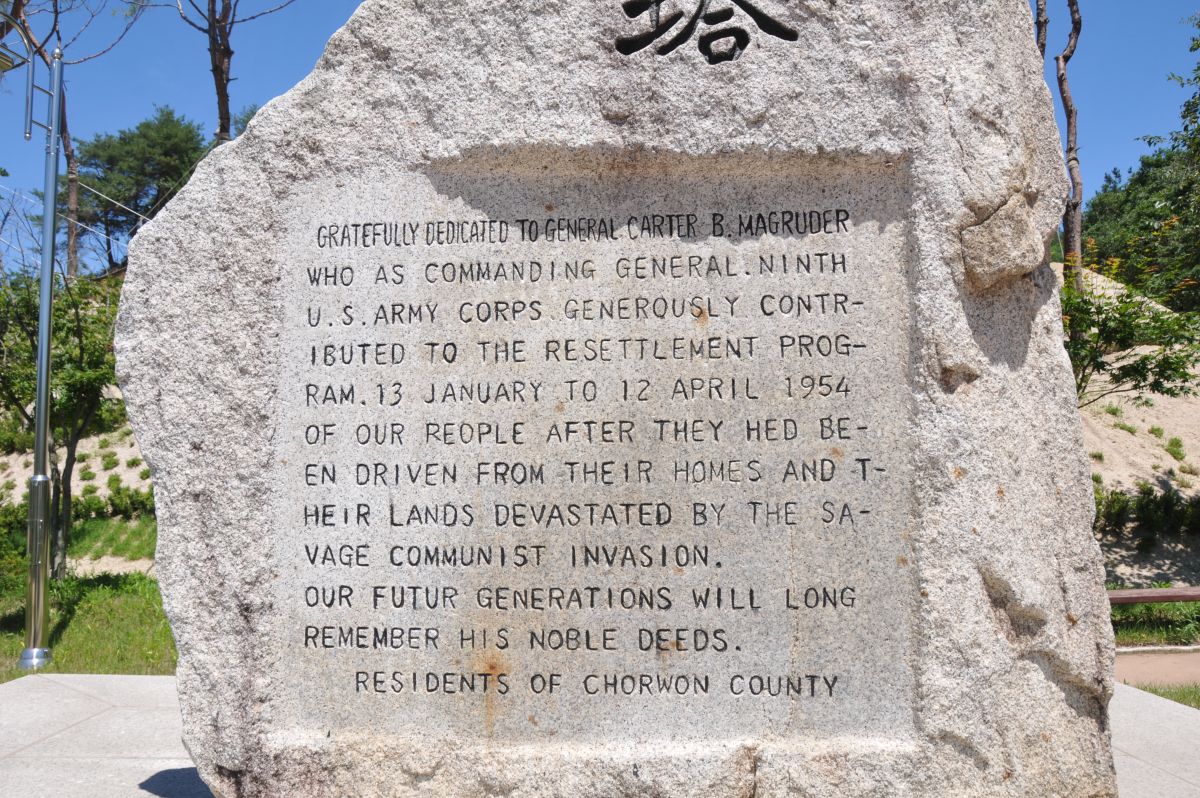 塔
GRATEFULLY DEDICATED TO GENERAL CARTER B. MAGRUDER
WHO AS COMMANDING GENERAL.NINTH
U.S.ARMY CORPS GENEROUSLY CONTR-
IBUTED TO THE RESETTLEMENT PROG-
RAM.13 JANUARY TO 12 APRIL 1954
OF OUR REOPLE AFTER THEY HED BE-
EN DRIVEN FROM THEIR HOMES AND T-
HEIR LANDS DEVASTATED BY THE SA-
VAGE COMMUNIST INVASION.
OUR FUTUR GENERATIONS WILL LONG
REMEMBER HIS NOBLE DEEDS.
RESIDENTS OF CHORWON COUNTY